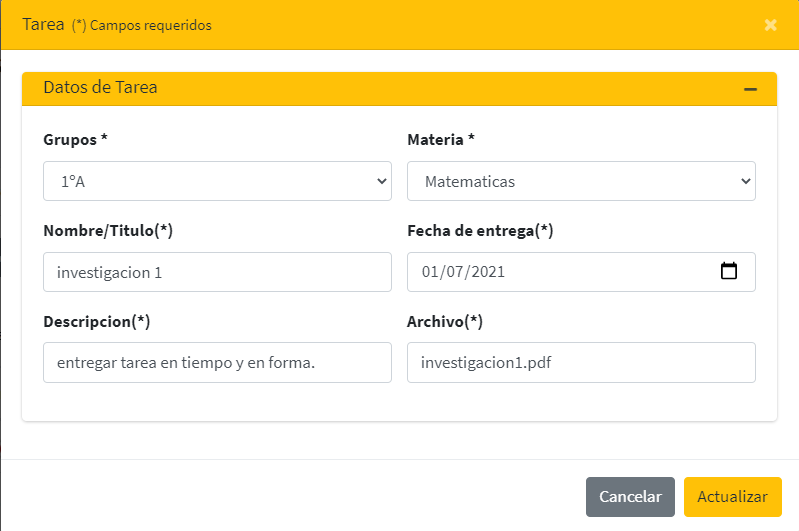 Tarea (*) Campos requeridos ×
Datos de Tarea
Grupos * Materia *
1°A Matematicas
Nombre/Titulo(*) Fecha de entrega(*)
investigacion 1 01/07/2021
Descripcion(*) Archivo(*)
entregar tarea en tiempo y en forma. investigacion1.pdf
Cancelar Actualizar